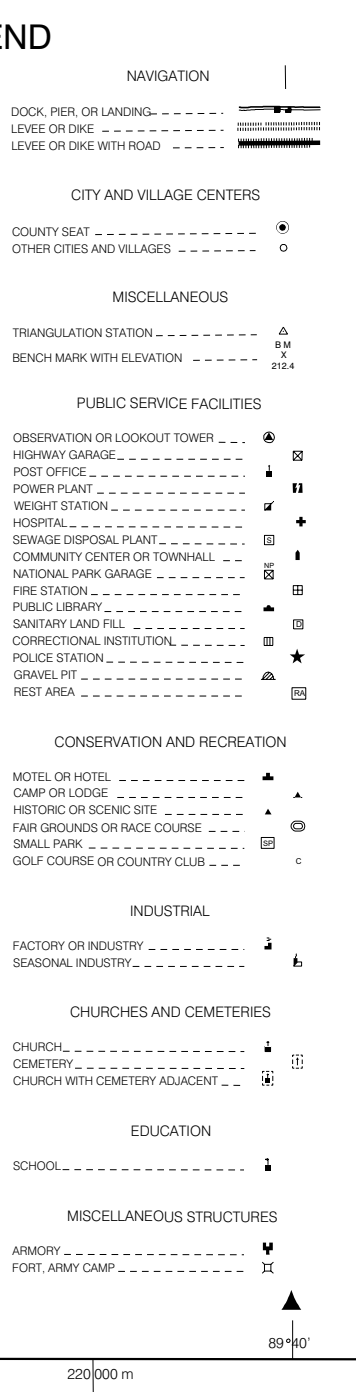 END
NAVIGATION
DOCK, PIER, OR LANDING
LEVEE OR DIKE
LEVEE OR DIKE WITH ROAD
CITY AND VILLAGE CENTERS
COUNTY SEAT
OTHER CITIES AND VILLAGES
MISCELLANEOUS
TRIANGULATION STATION
BENCH MARK WITH ELEVATION
B M
X
212.4
PUBLIC SERVICE FACILITIES
OBSERVATION OR LOOKOUT TOWER
HIGHWAY GARAGE
POST OFFICE
POWER PLANT
WEIGHT STATION
HOSPITAL
SEWAGE DISPOSAL PLANT S
COMMUNITY CENTER OR TOWNHALL
NATIONAL PARK GARAGE NP
FIRE STATION
PUBLIC LIBRARY
SANITARY LAND FILL D
CORRECTIONAL INSTITUTION
POLICE STATION
GRAVEL PIT
REST AREA RA
CONSERVATION AND RECREATION
MOTEL OR HOTEL
CAMP OR LODGE
HISTORIC OR SCENIC SITE
FAIR GROUNDS OR RACE COURSE
SMALL PARK SP
GOLF COURSE OR COUNTRY CLUB C
INDUSTRIAL
FACTORY OR INDUSTRY
SEASONAL INDUSTRY
CHURCHES AND CEMETERIES
CHURCH
CEMETERY
CHURCH WITH CEMETERY ADJACENT
EDUCATION
SCHOOL
MISCELLANEOUS STRUCTURES
ARMORY
FORT, ARMY CAMP
89°40'
220 000 m